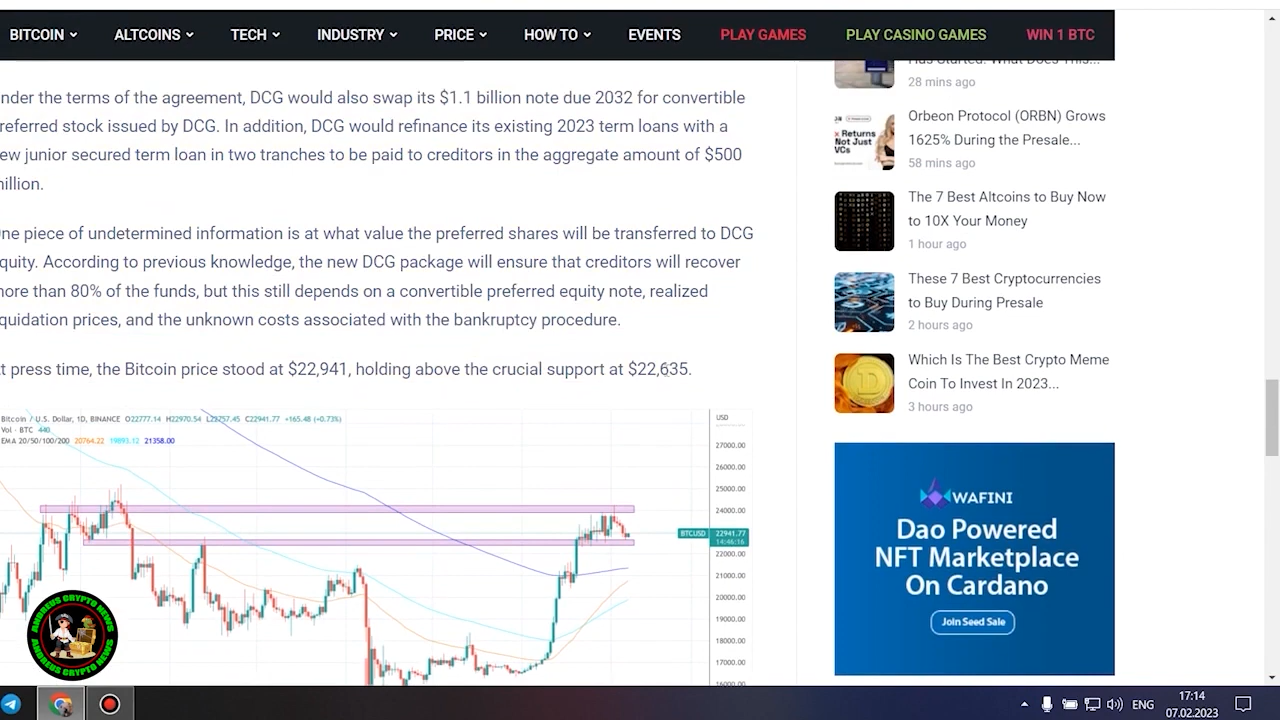 BITCOIN ALTCOINS TECH INDUSTRY PRICE HOW TO EVENTS PLAY GAMES PLAY CASINO GAMES WIN 1 BTC
nder the terms of the agreement, DCG would also swap its $1.1 billion note due 2032 for convertible
referred stock issued by DCG. In addition, DCG would refinance its existing 2023 term loans with a
ew junior secured term loan in two tranches to be paid to creditors in the aggregate amount of $500
million.
One piece of undetermined information is at what value the preferred shares will be transferred to DCG
quity. According to previous knowledge, the new DCG package will ensure that creditors will recover
more than 80% of the funds, but this still depends on a convertible preferred equity note, realized
quidation prices, and the unknown costs associated with the bankruptcy procedure.
t press time, the Bitcoin price stood at $22,941, holding above the crucial support at $22,635.
Bitcoin / U.S. Dollar, 1D, BINANCE O22777.14 H22970.54 L22757.45 C22941.77 +165.48 (+0.73%)
Vol · BTC 440
EMA 20/50/100/200 20764.22 19893.12 21358.00
USD
27000.00
26000.00
25000.00
24000.00
BTCUSD 22941.77
14:46:16
22000.00
21000.00
20000.00
19000.00
18000.00
17000.00
16000.00
Has Started. What Does This...
28 mins ago
Returns
Not Just
VCs
Orbeon Protocol (ORBN) Grows
1625% During the Presale...
58 mins ago
The 7 Best Altcoins to Buy Now
to 10X Your Money
1 hour ago
These 7 Best Cryptocurrencies
to Buy During Presale
2 hours ago
Which Is The Best Crypto Meme
Coin To Invest In 2023...
3 hours ago
WAFINI
Dao Powered
NFT Marketplace
On Cardano
Join Seed Sale
ANDREUS CRYPTO NEWS
ANDREUS CRYPTO NEWS
ENG
17:14
07.02.2023